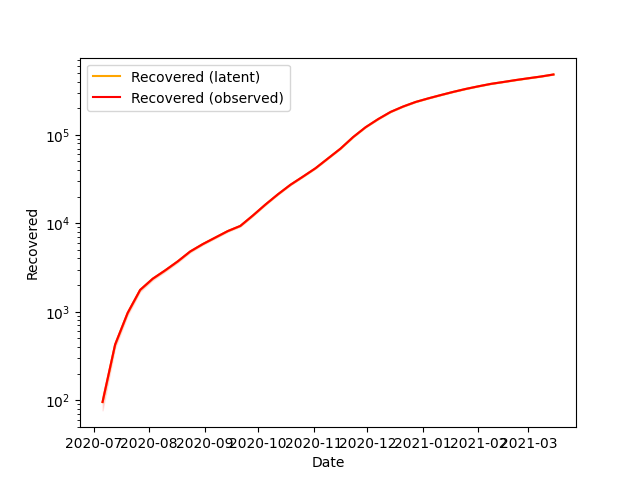 Recovered (latent)
Recovered (observed)
10^5
10^4
10^3
10^2
Recovered
2020-07 2020-08 2020-09 2020-10 2020-11 2020-12 2021-01 2021-02 2021-03
Date